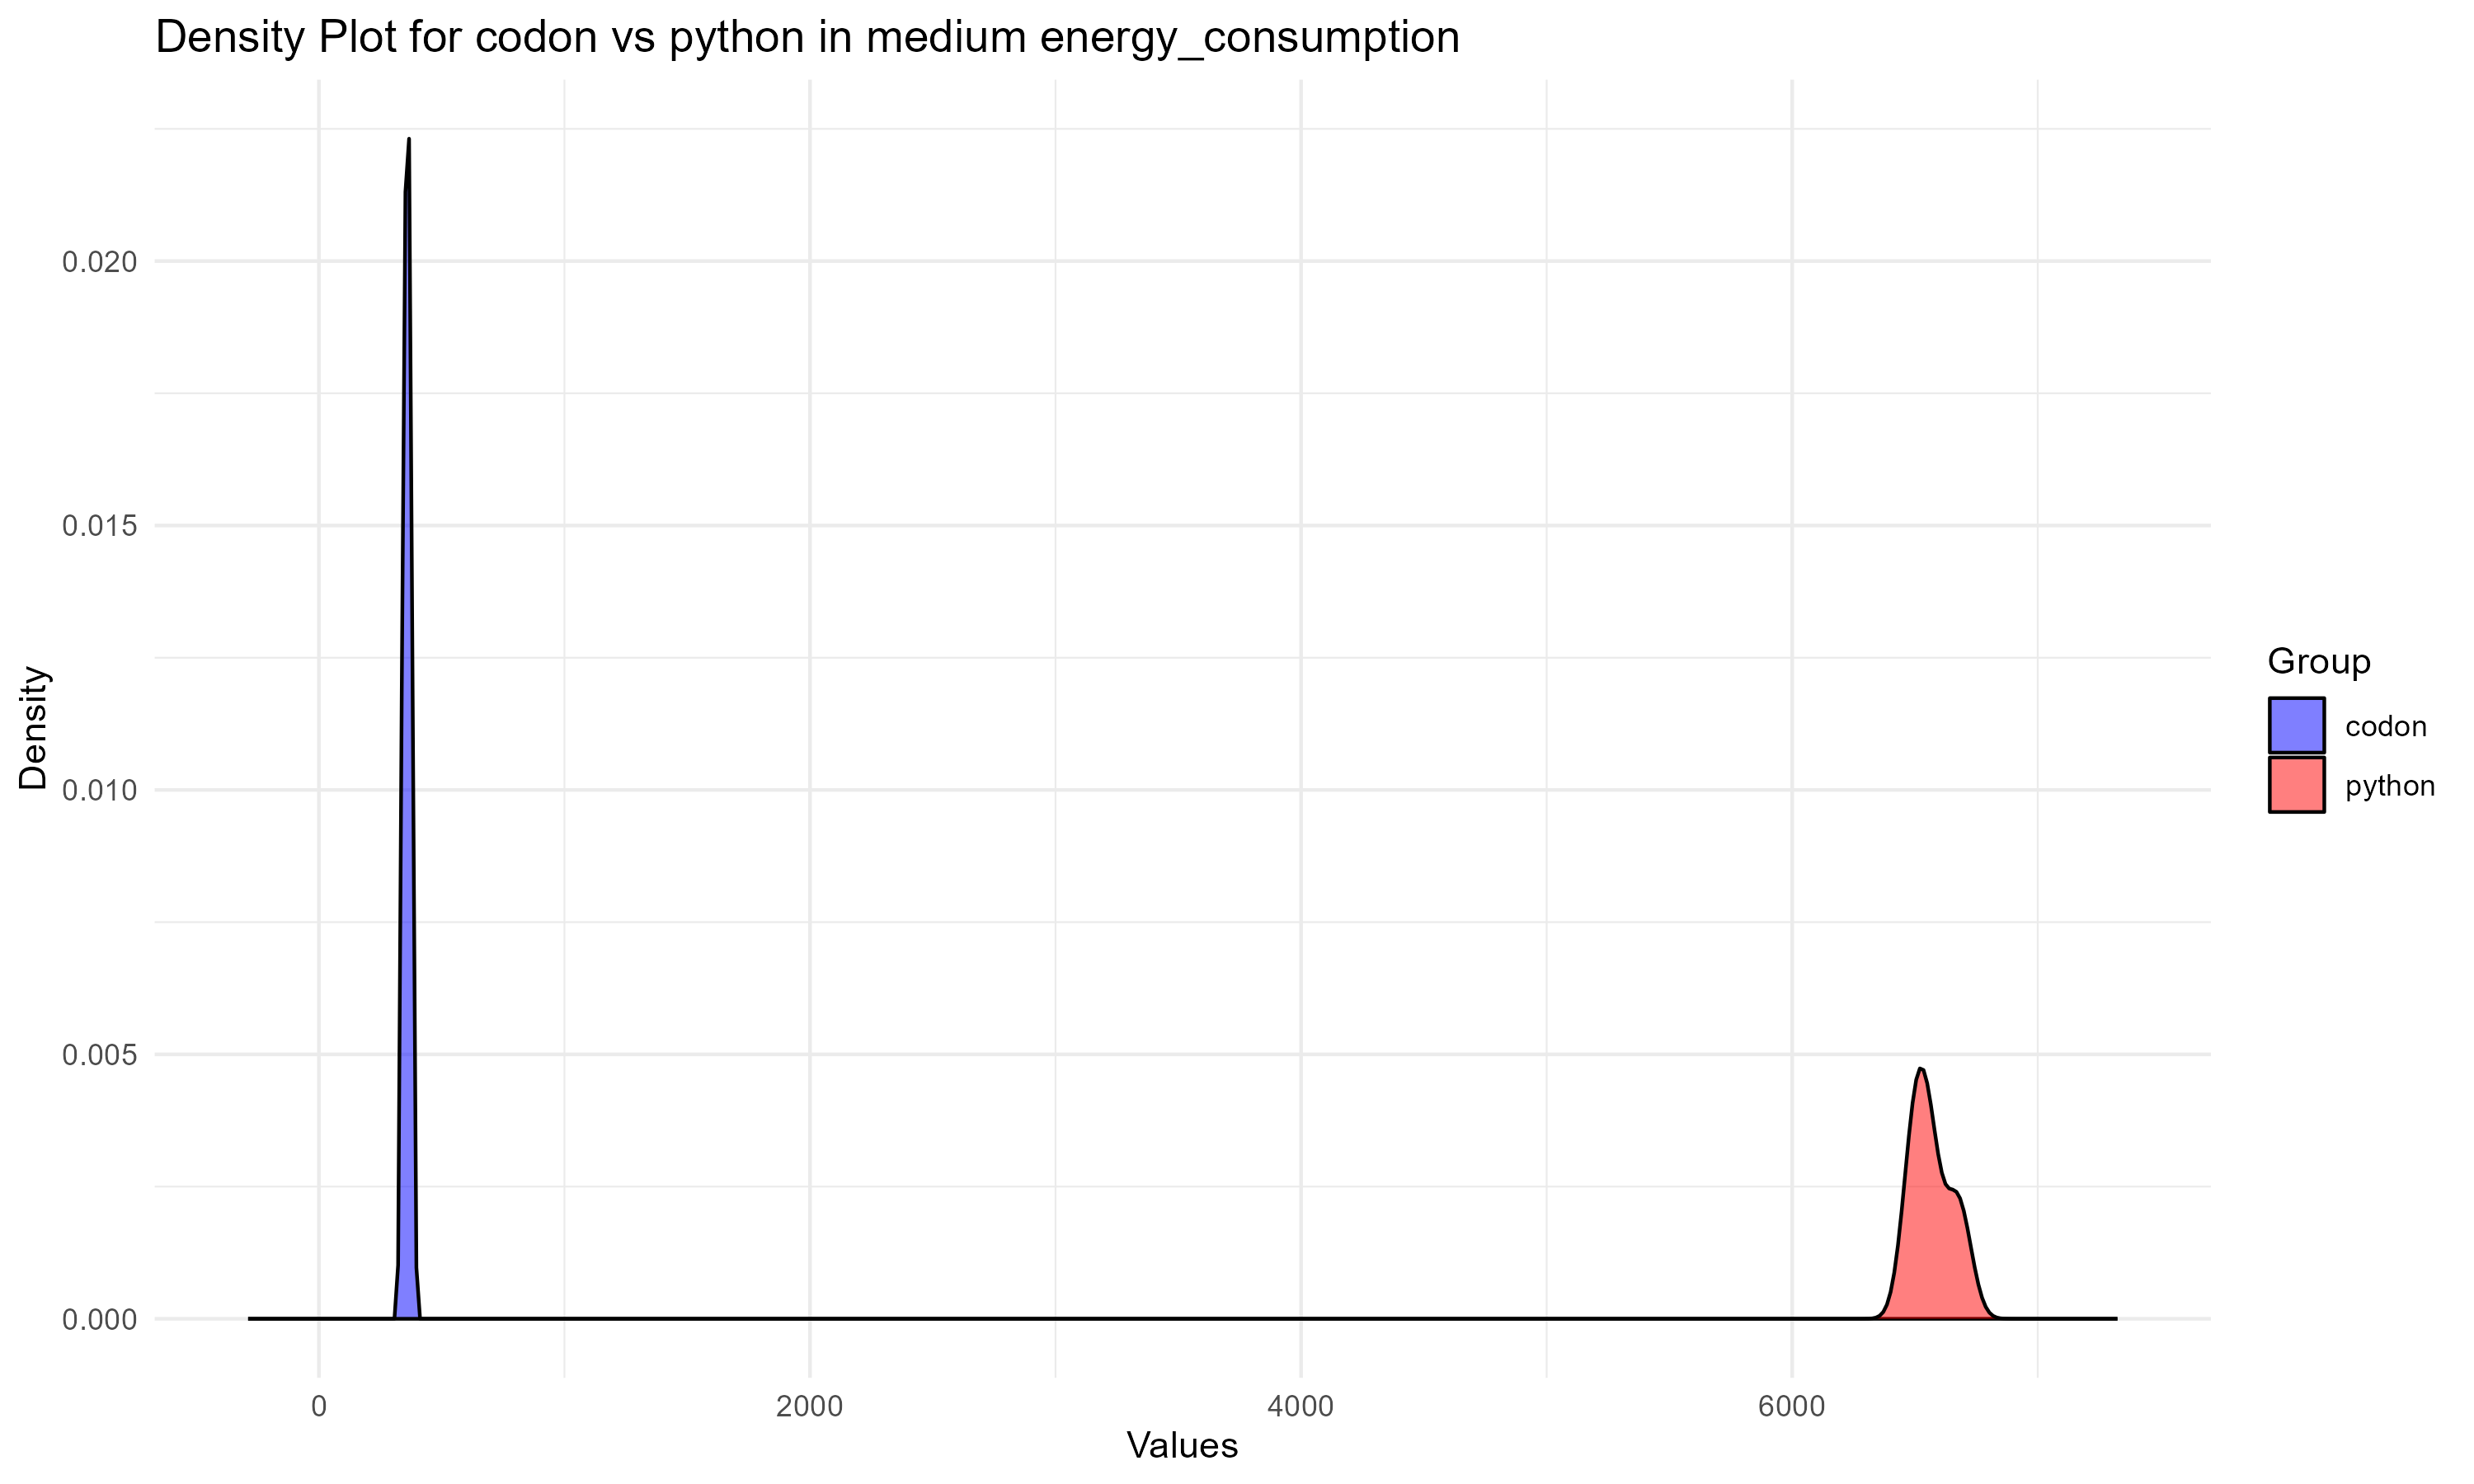 Density Plot for codon vs python in medium energy_consumption
Density
0.020
0.015
0.010
0.005
0.000
0
2000
4000
6000
Values
Group
codon
python